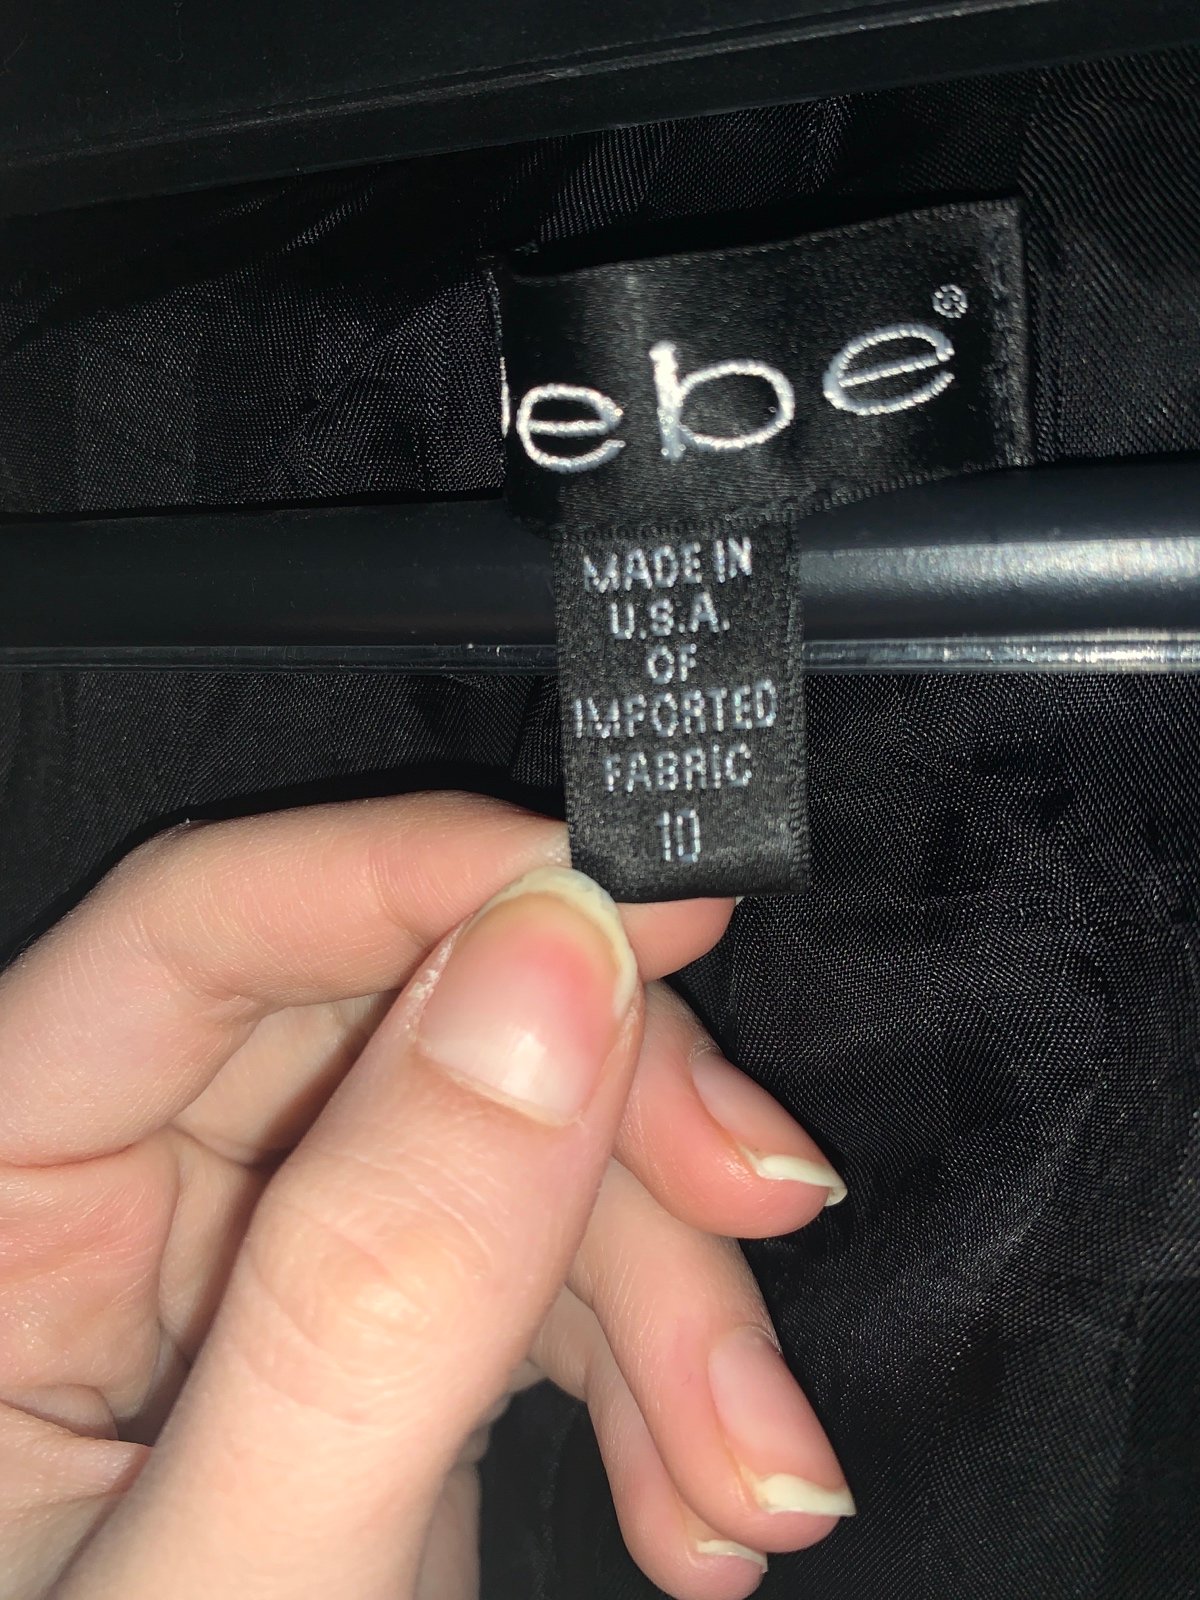 ebe®
MADE IN
U.S.A.
OF
IMPORTED
FABRIC
10